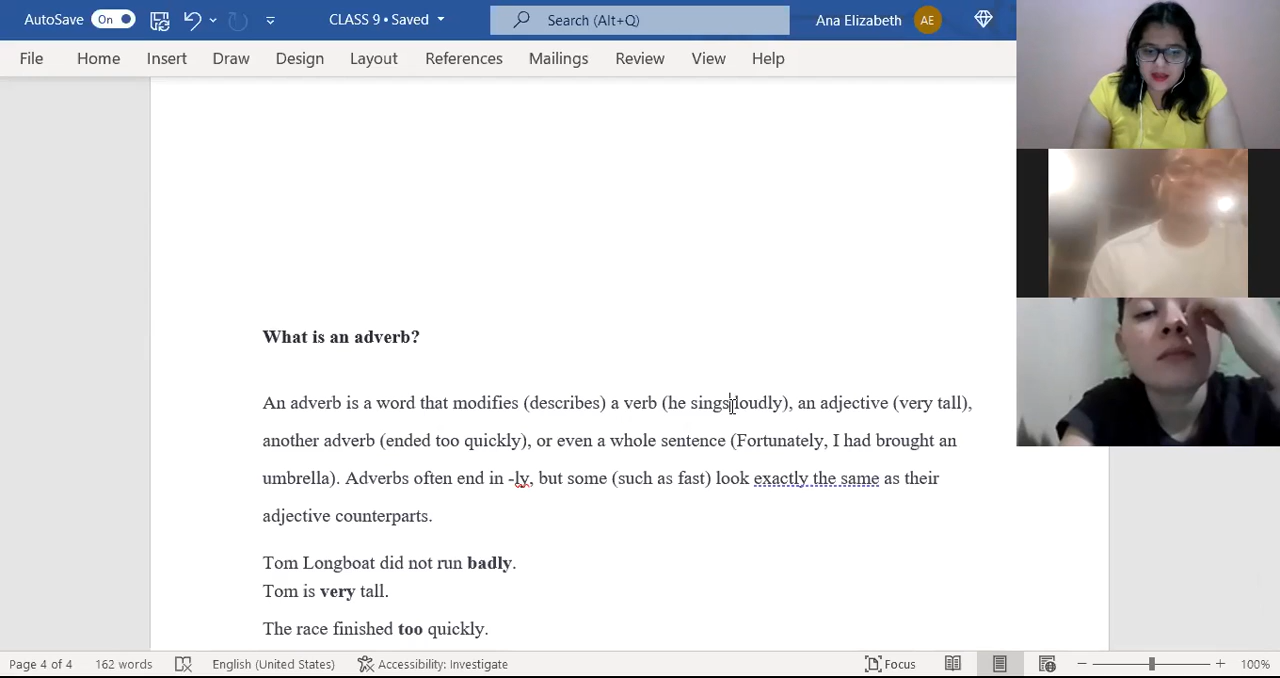 AutoSave On CLASS 9 • Saved Search (Alt+Q) Ana Elizabeth AE
File Home Insert Draw Design Layout References Mailings Review View Help
What is an adverb?
An adverb is a word that modifies (describes) a verb (he sings loudly), an adjective (very tall),
another adverb (ended too quickly), or even a whole sentence (Fortunately, I had brought an
umbrella). Adverbs often end in -ly, but some (such as fast) look exactly the same as their
adjective counterparts.
Tom Longboat did not run badly.
Tom is very tall.
The race finished too quickly.
Page 4 of 4 162 words English (United States) Accessibility: Investigate Focus 100%